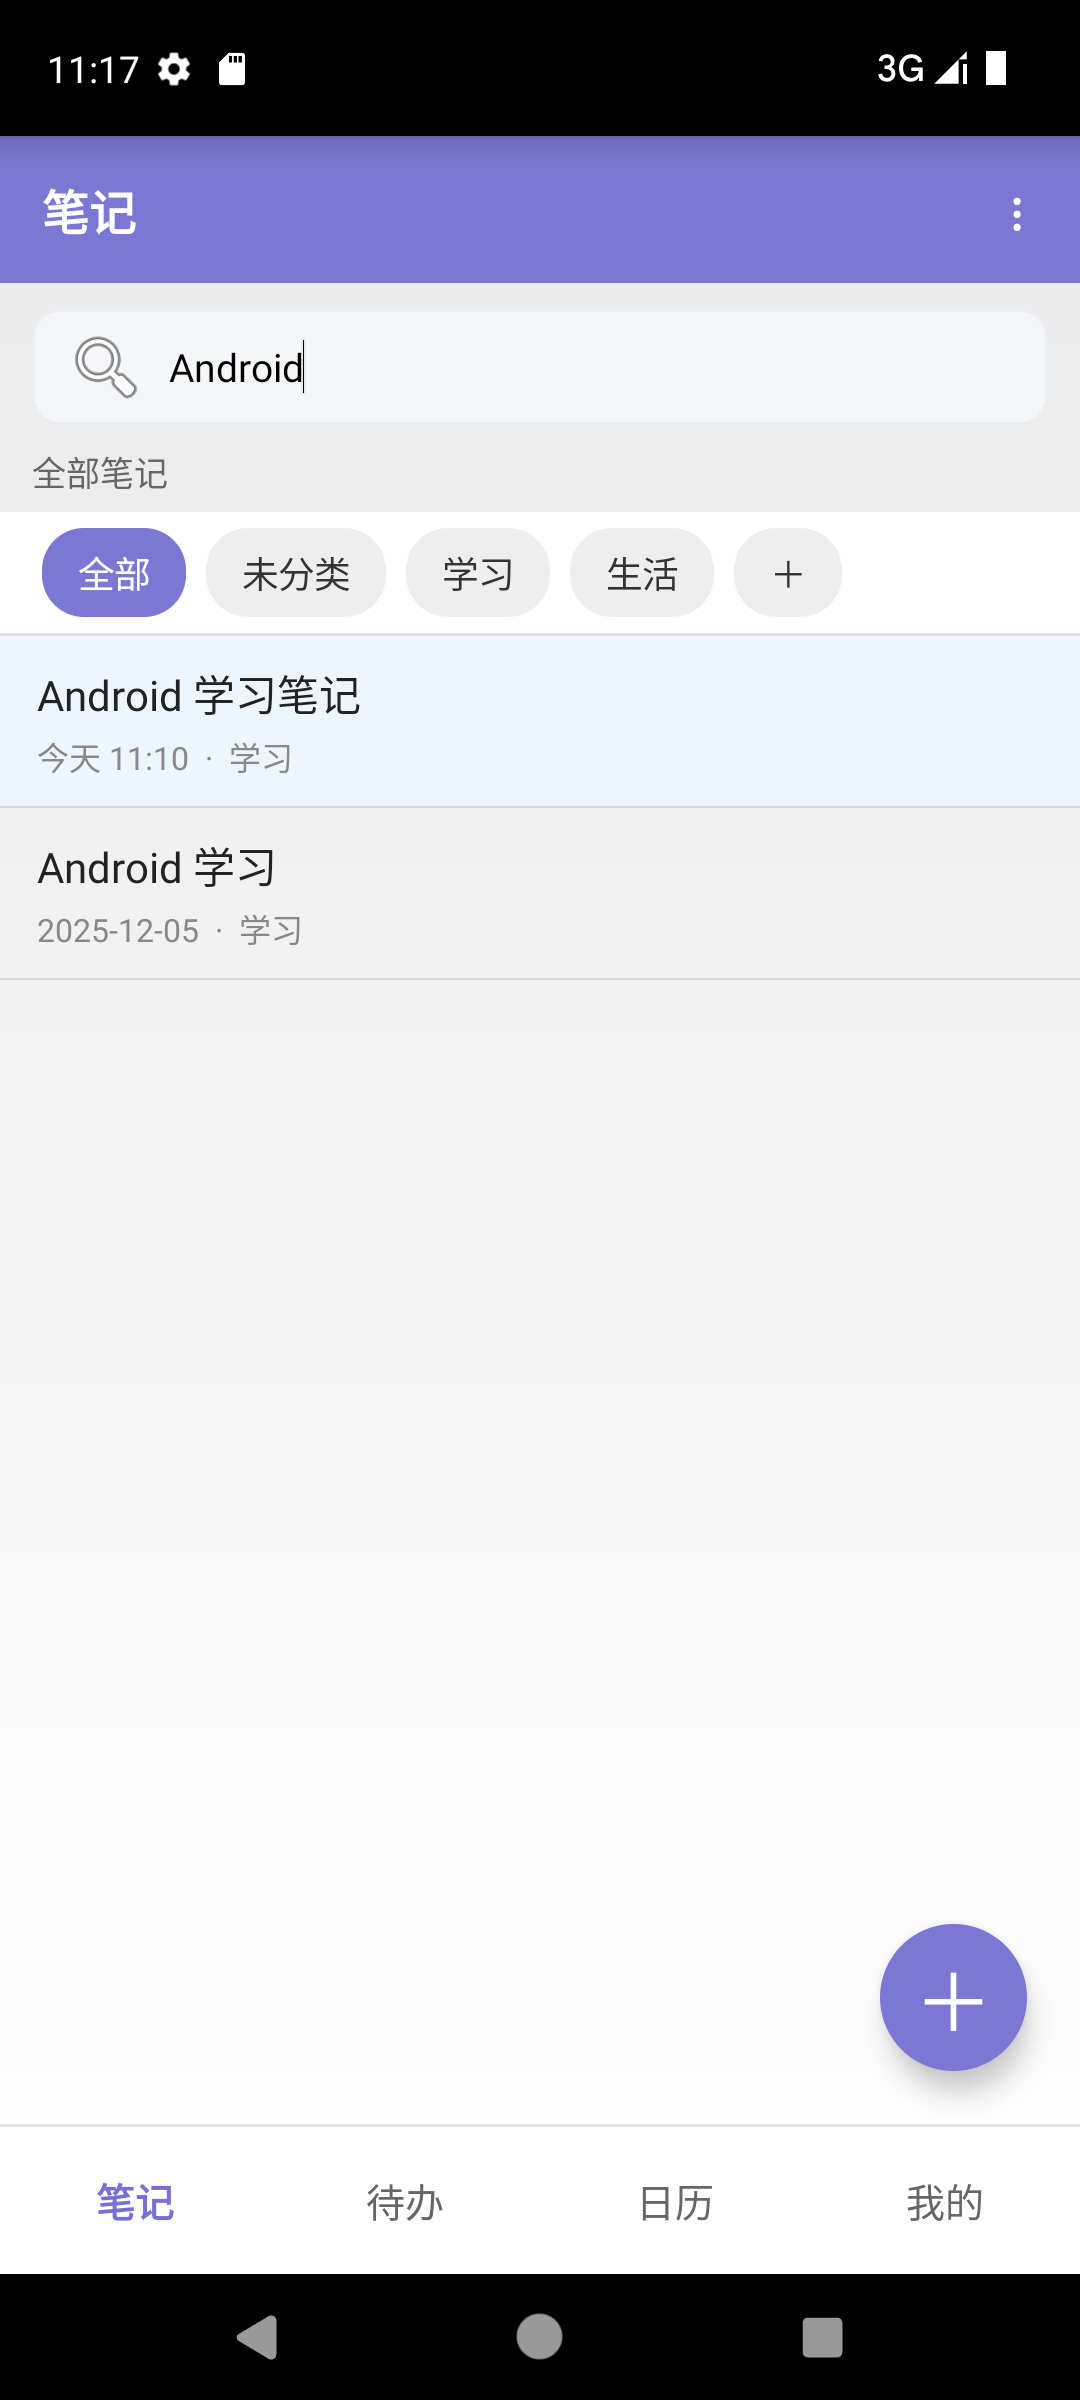 11:17
3G
笔记
Android
全部笔记
全部 未分类 学习 生活 +
Android 学习笔记
今天 11:10 · 学习
Android 学习
2025-12-05 · 学习
+
笔记 待办 日历 我的